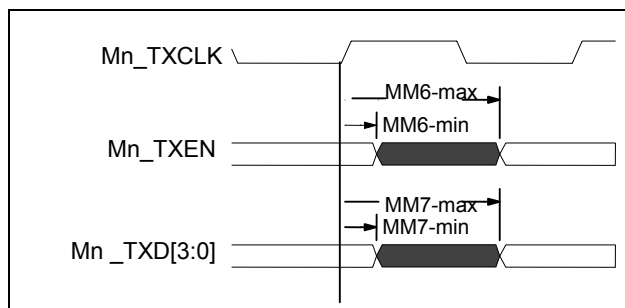 Mn_TXCLK
MM6-max
MM6-min
Mn_TXEN
MM7-max
MM7-min
Mn _TXD[3:0]